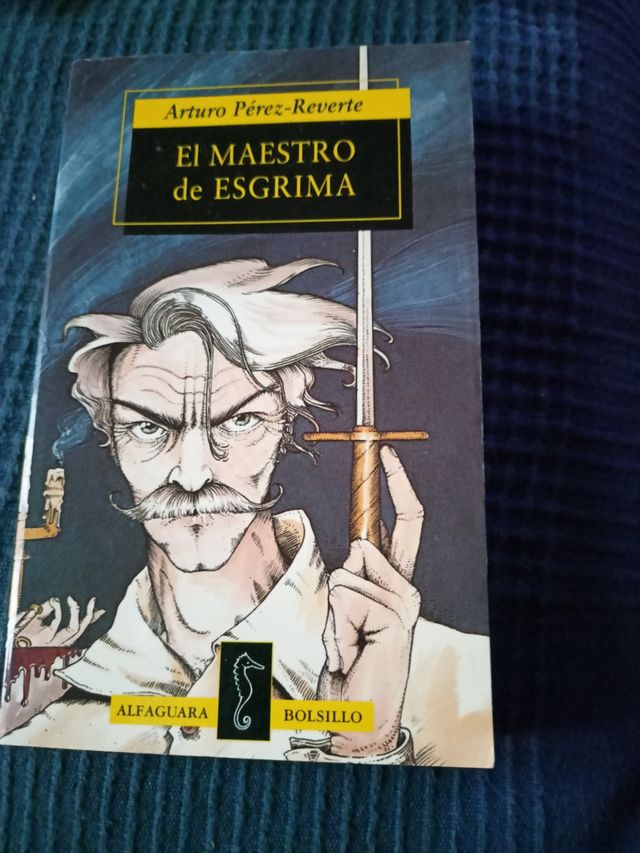 Arturo Pérez-Reverte
El MAESTRO
de ESGRIMA
ALFAGUARA BOLSILLO